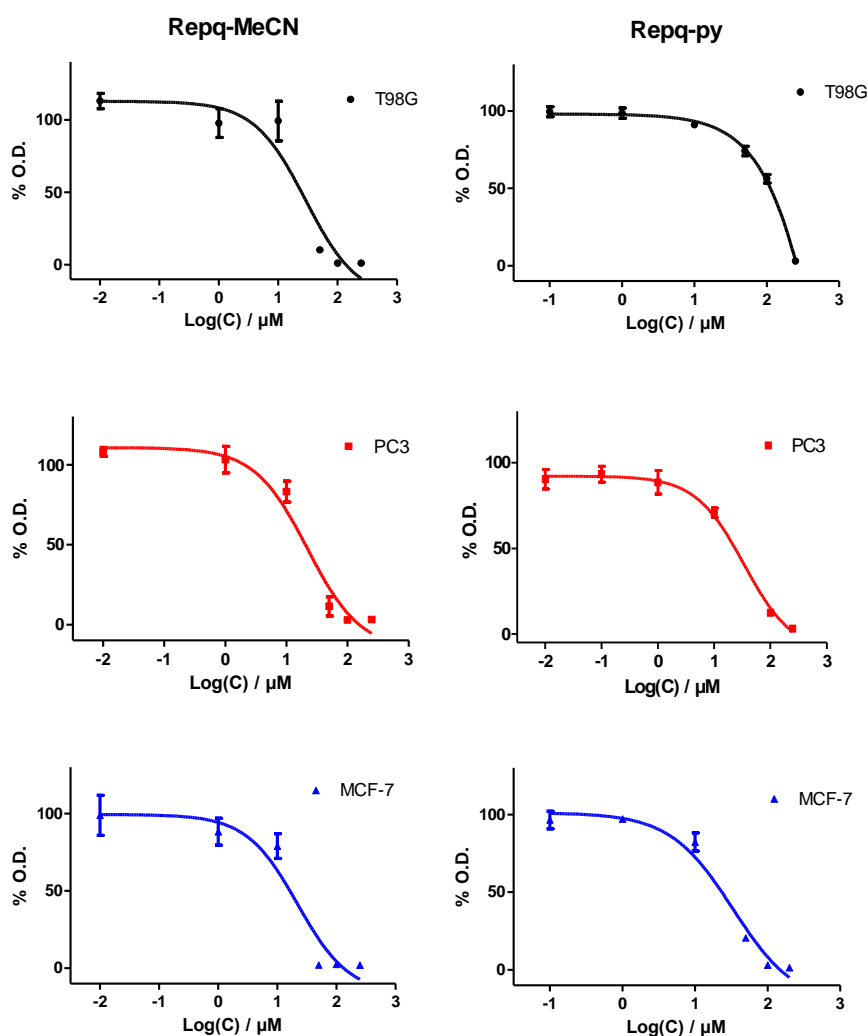 Repq-MeCN
Repq-py
T98G
% O.D.
100
50
0
-2 -1 0 1 2 3
Log(C) / µM
T98G
% O.D.
100
50
0
-1 0 1 2 3
Log(C) / µM
PC3
% O.D.
100
50
0
-2 -1 0 1 2 3
Log(C) / µM
PC3
% O.D.
100
50
0
-2 -1 0 1 2 3
Log(C) / µM
MCF-7
% O.D.
100
50
0
-2 -1 0 1 2 3
Log(C) / µM
MCF-7
% O.D.
100
50
0
-1 0 1 2 3
Log(C) / µM